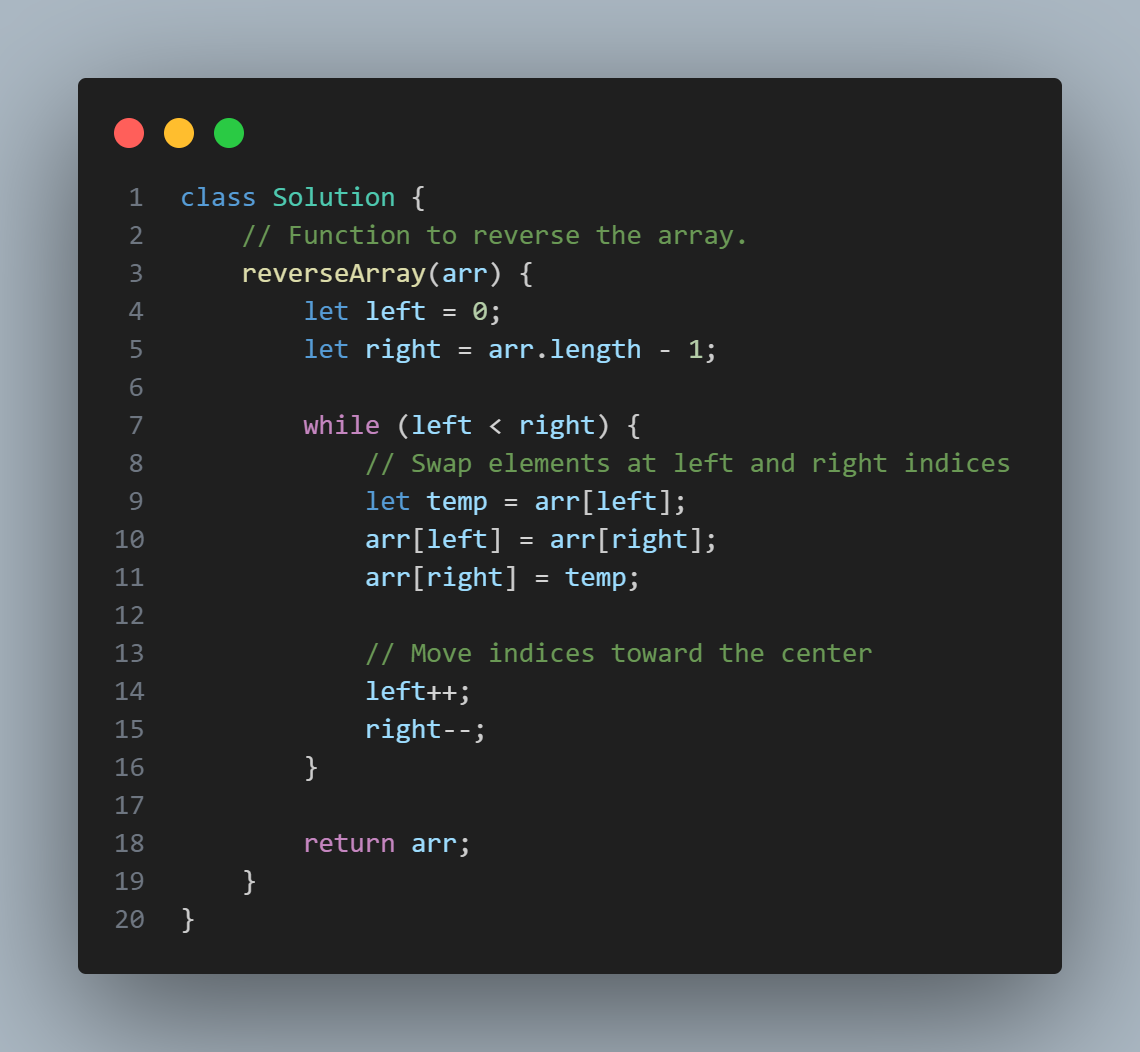 1 class Solution {
2     // Function to reverse the array.
3     reverseArray(arr) {
4         let left = 0;
5         let right = arr.length - 1;
6
7         while (left < right) {
8             // Swap elements at left and right indices
9             let temp = arr[left];
10             arr[left] = arr[right];
11             arr[right] = temp;
12
13             // Move indices toward the center
14             left++;
15             right--;
16         }
17
18         return arr;
19     }
20 }